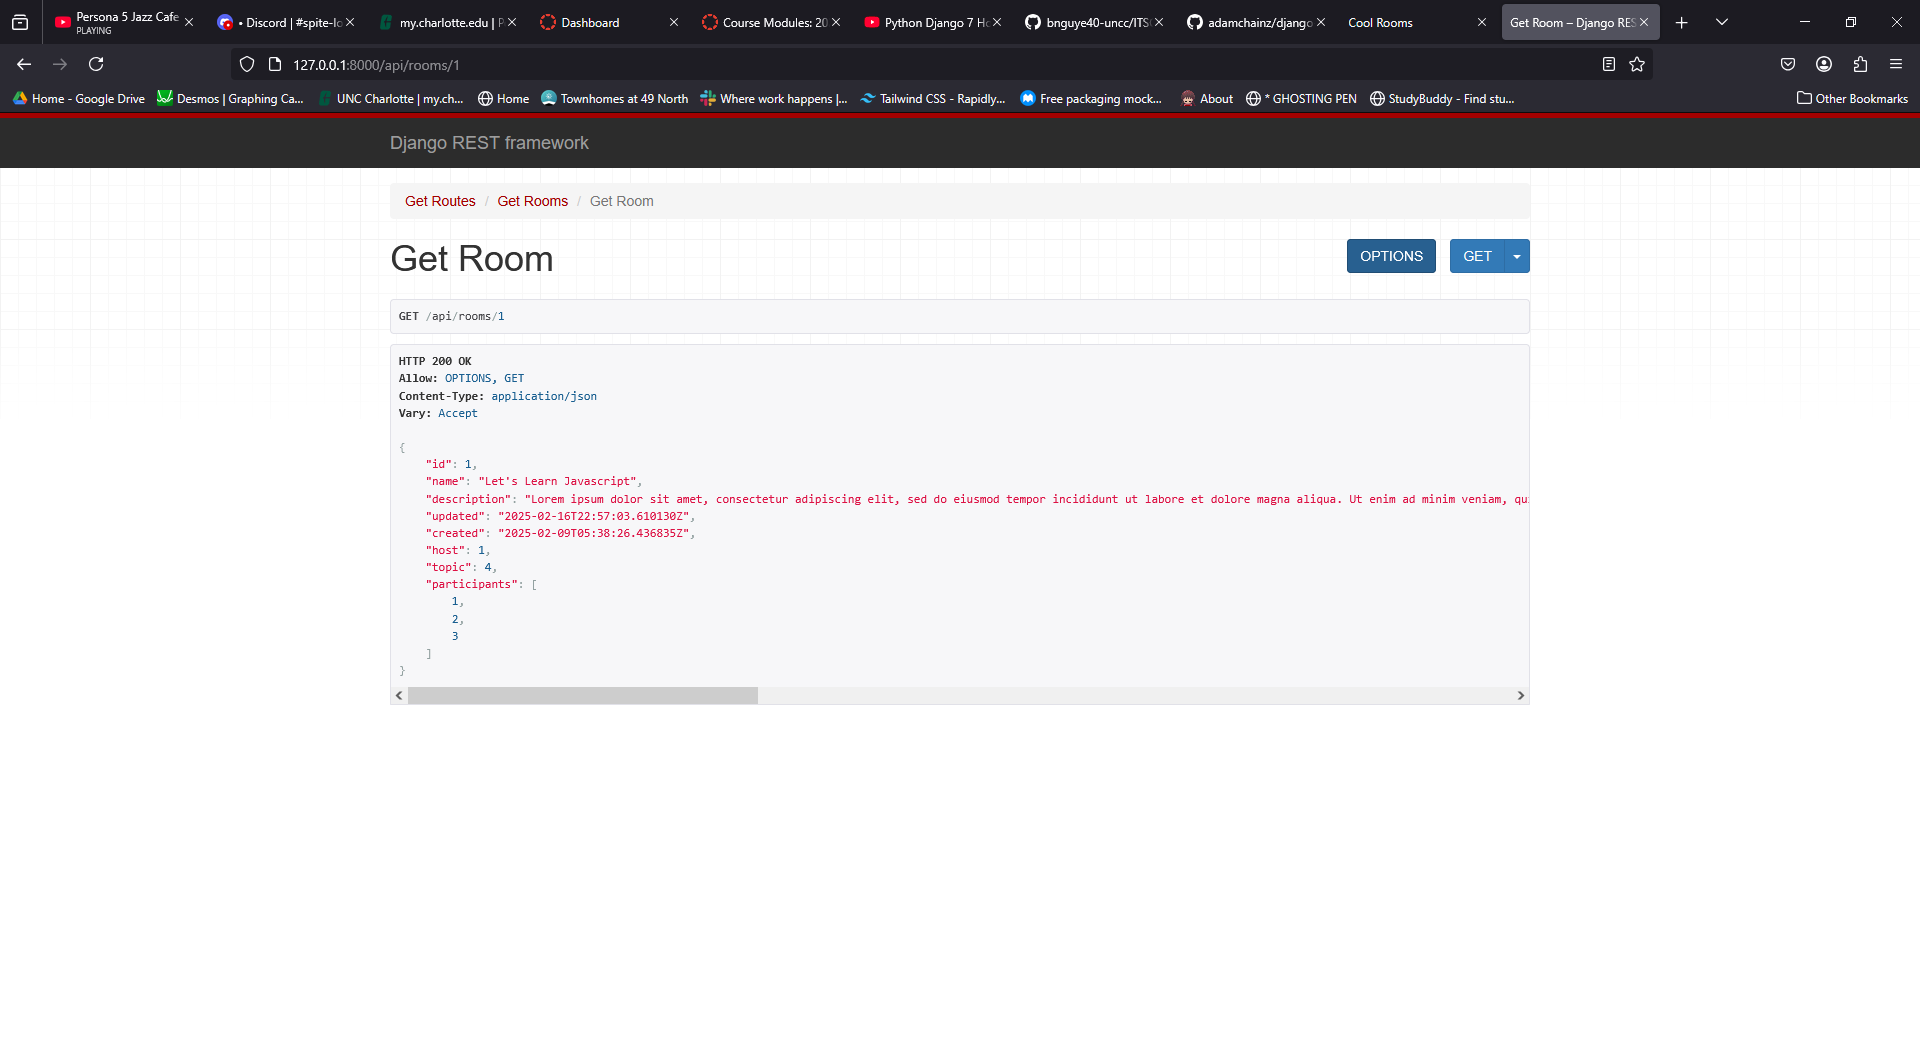 Persona 5 Jazz Cafe
PLAYING
• Discord | #spite-lo
my.charlotte.edu | P
Dashboard
Course Modules: 20
Python Django 7 Ho
bnguye40-uncc/ITS
adamchainz/django
Cool Rooms
Get Room – Django RES
127.0.0.1:8000/api/rooms/1
Home - Google Drive
Desmos | Graphing Ca...
UNC Charlotte | my.ch...
Home
Townhomes at 49 North
Where work happens |...
Tailwind CSS - Rapidly...
Free packaging mock...
About
* GHOSTING PEN
StudyBuddy - Find stu...
Other Bookmarks
Django REST framework
Get Routes / Get Rooms / Get Room
Get Room
OPTIONS
GET
GET /api/rooms/1
HTTP 200 OK
Allow: OPTIONS, GET
Content-Type: application/json
Vary: Accept
{
"id": 1,
"name": "Let's Learn Javascript",
"description": "Lorem ipsum dolor sit amet, consectetur adipiscing elit, sed do eiusmod tempor incididunt ut labore et dolore magna aliqua. Ut enim ad minim veniam, qu
"updated": "2025-02-16T22:57:03.610130Z",
"created": "2025-02-09T05:38:26.436835Z",
"host": 1,
"topic": 4,
"participants": [
1,
2,
3
]
}